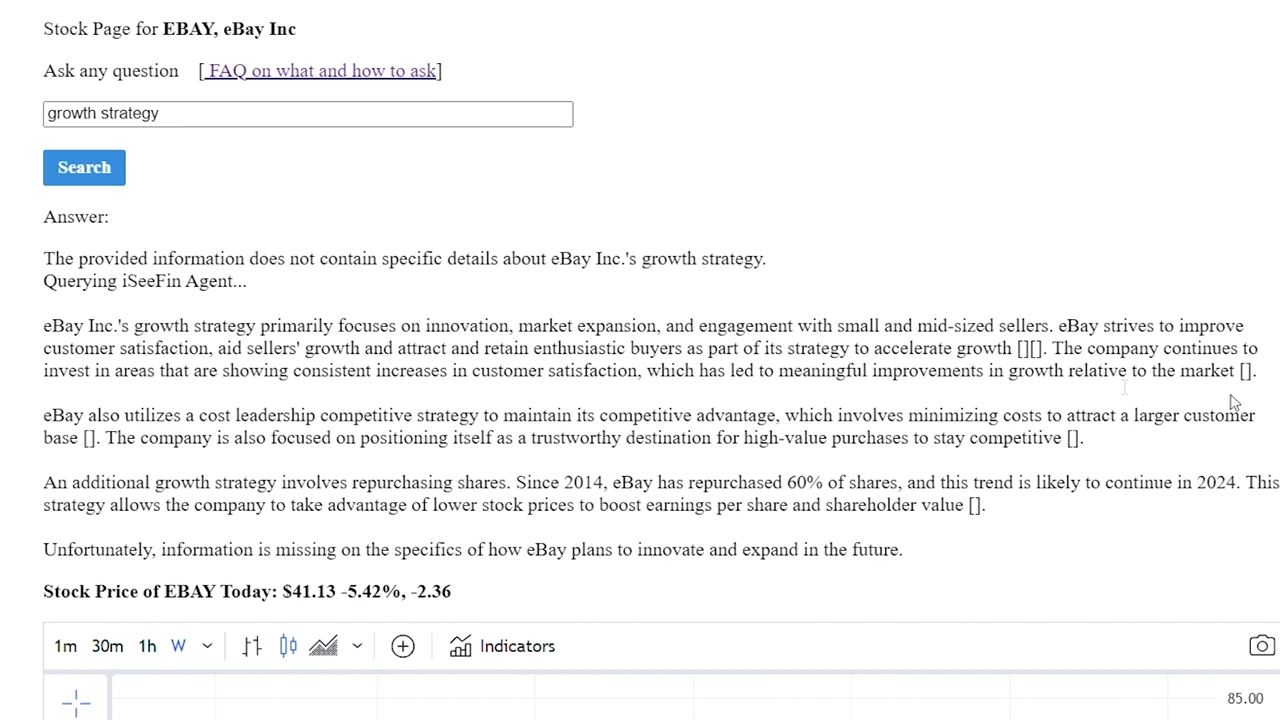 Stock Page for EBAY, eBay Inc
Ask any question [ FAQ on what and how to ask]
growth strategy
Search
Answer:
The provided information does not contain specific details about eBay Inc.'s growth strategy.
Querying iSeeFin Agent...
eBay Inc.'s growth strategy primarily focuses on innovation, market expansion, and engagement with small and mid-sized sellers. eBay strives to improve
customer satisfaction, aid sellers' growth and attract and retain enthusiastic buyers as part of its strategy to accelerate growth [][]. The company continues to
invest in areas that are showing consistent increases in customer satisfaction, which has led to meaningful improvements in growth relative to the market [].
eBay also utilizes a cost leadership competitive strategy to maintain its competitive advantage, which involves minimizing costs to attract a larger customer
base []. The company is also focused on positioning itself as a trustworthy destination for high-value purchases to stay competitive [].
An additional growth strategy involves repurchasing shares. Since 2014, eBay has repurchased 60% of shares, and this trend is likely to continue in 2024. This
strategy allows the company to take advantage of lower stock prices to boost earnings per share and shareholder value [].
Unfortunately, information is missing on the specifics of how eBay plans to innovate and expand in the future.
Stock Price of EBAY Today: $41.13 -5.42%, -2.36
1m 30m 1h W Indicators
85.00